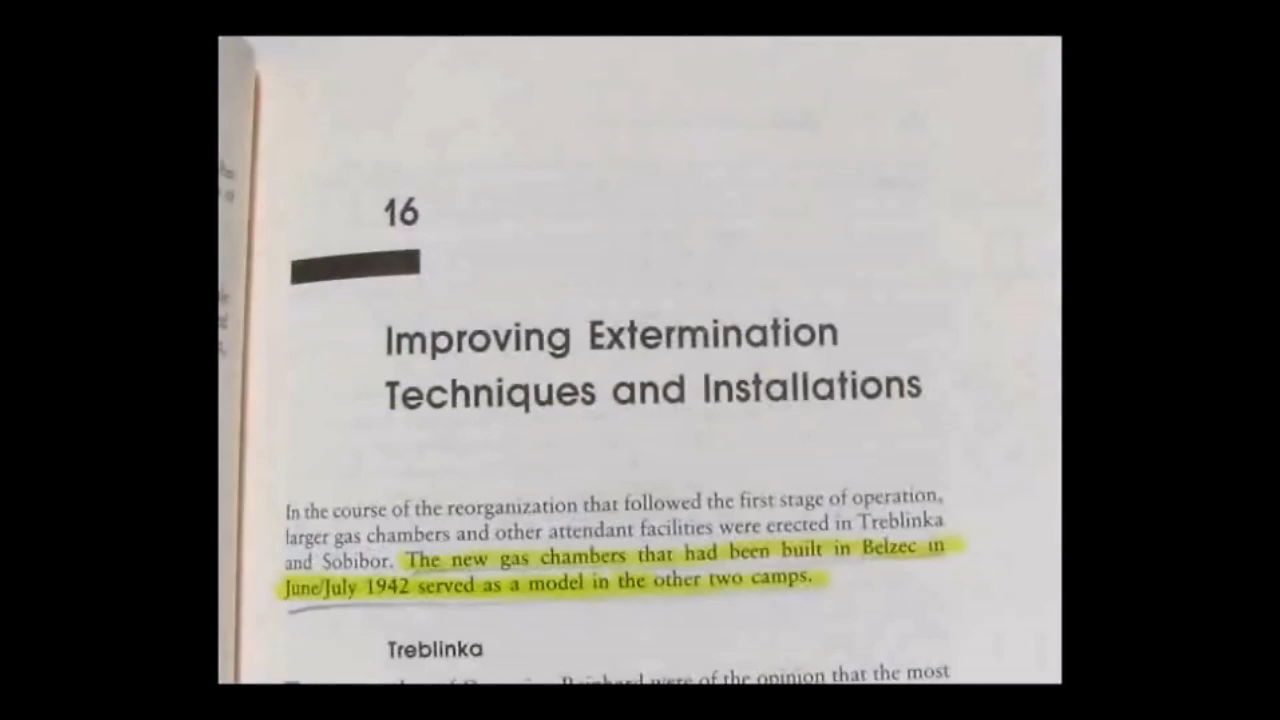 16
Improving Extermination
Techniques and Installations
In the course of the reorganization that followed the first stage of operation,
larger gas chambers and other attendant facilities were erected in Treblinka
and Sobibor. The new gas chambers that had been built in Belzec in
June/July 1942 served as a model in the other two camps.
Treblinka
Reinhard were of the opinion that the most